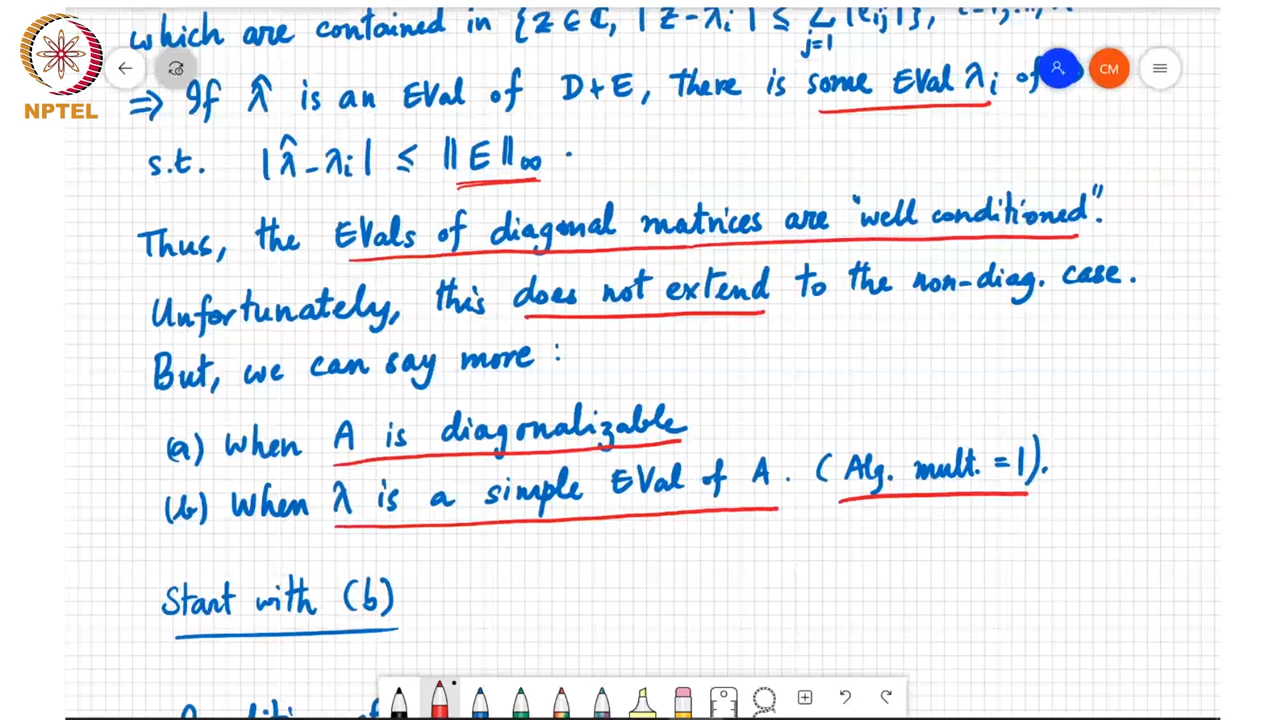 which are contained in {z ∈ ℂ, |z - λi| ≤ Σ j=1 |eij|}, i=1,...,
⇒ If λ̂ is an EVal of D+E, there is some EVal λi of
s.t. |λ̂ - λi| ≤ ‖E‖∞ .
Thus, the EVals of diagonal matrices are "well conditioned".
Unfortunately, this does not extend to the non-diag. case.
But, we can say more:
(a) When A is diagonalizable
(b) When λ is a simple EVal of A. (Alg. mult. = 1).
Start with (b)
NPTEL
CM